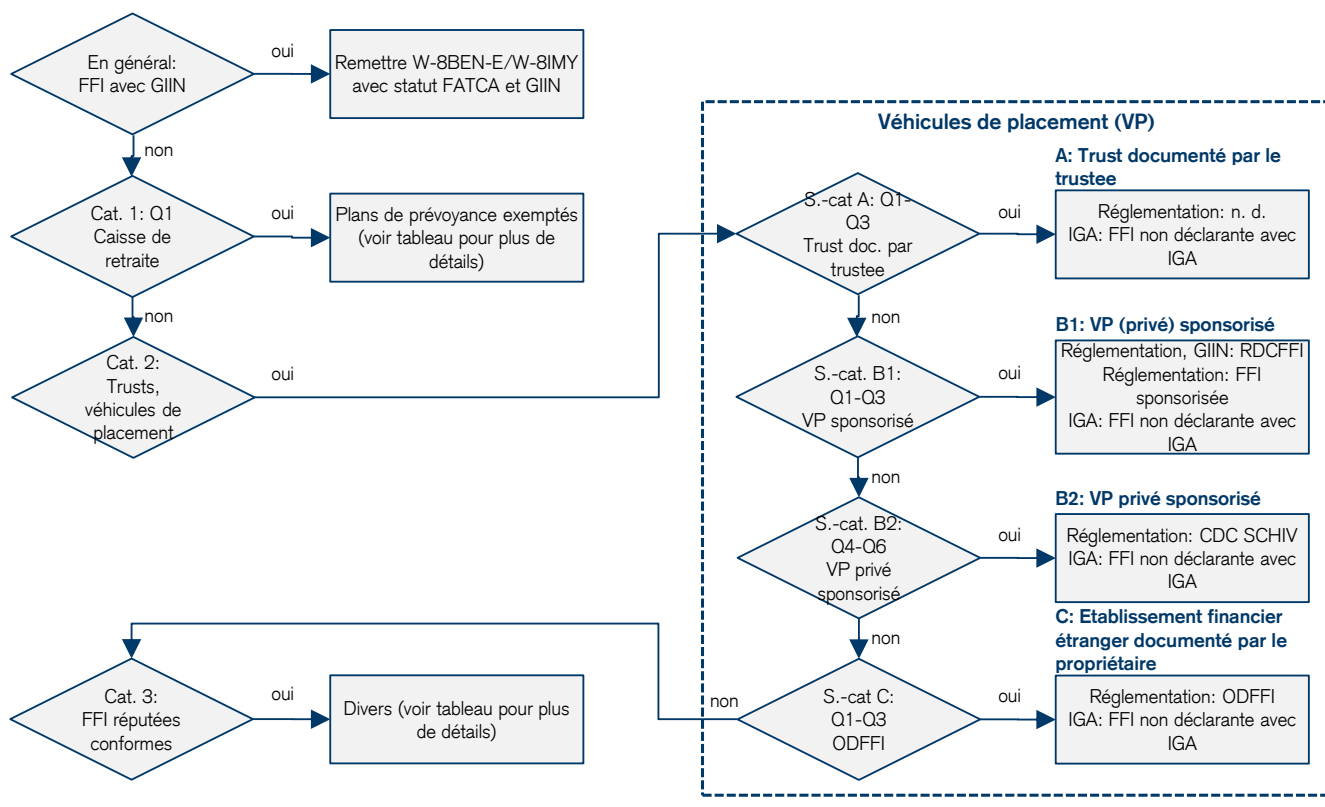 En général:
FFI avec GIIN
oui
Remettre W-8BEN-E/W-8IMY
avec statut FATCA et GIIN
non
Cat. 1: Q1
Caisse de
retraite
oui
Plans de prévoyance exemptés
(voir tableau pour plus de
détails)
non
Cat. 2:
Trusts,
véhicules de
placement
oui
Véhicules de placement (VP)
A: Trust documenté par le
trustee
S.-cat A: Q1-
Q3
Trust doc. par
trustee
oui
Réglementation: n. d.
IGA: FFI non déclarante avec
IGA
non
B1: VP (privé) sponsorisé
S.-cat. B1:
Q1-Q3
VP sponsorisé
oui
Réglementation, GIIN: RDCFFI
Réglementation: FFI
sponsorisée
IGA: FFI non déclarante avec
IGA
non
B2: VP privé sponsorisé
S.-cat. B2:
Q4-Q6
VP privé
sponsorisé
oui
Réglementation: CDC SCHIV
IGA: FFI non déclarante avec
IGA
non
C: Etablissement financier
étranger documenté par le
propriétaire
S.-cat C:
Q1-Q3
ODFFI
oui
Réglementation: ODFFI
IGA: FFI non déclarante avec
IGA
non
Cat. 3:
FFI réputées
conformes
oui
Divers (voir tableau pour plus
de détails)